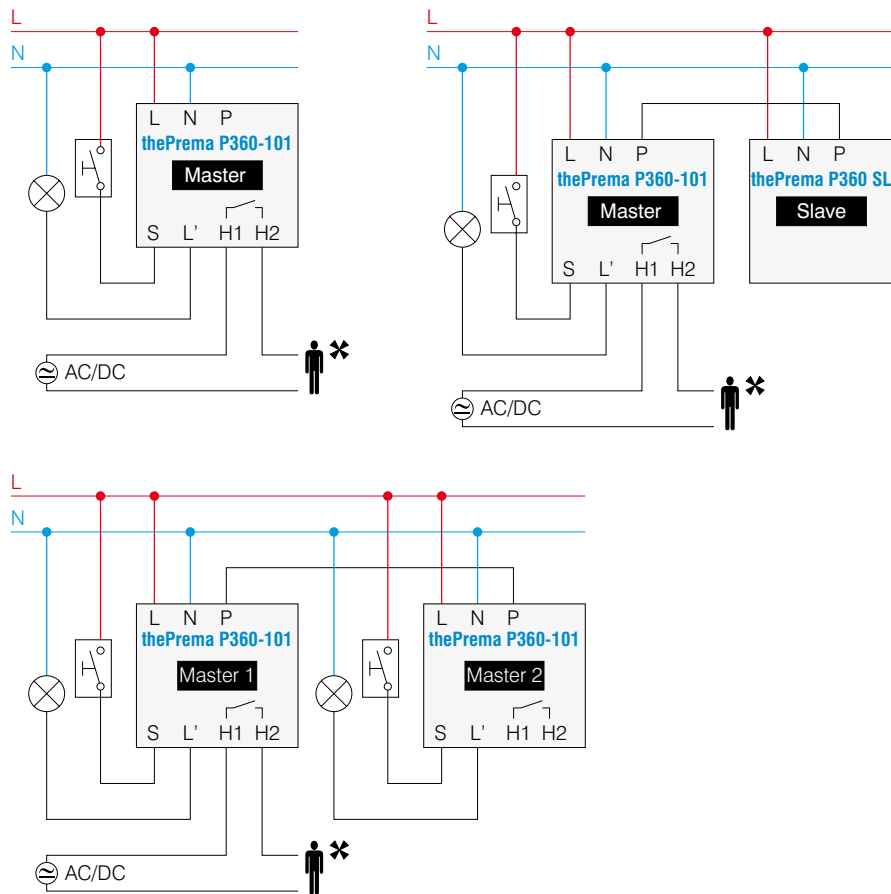 L
N
L N P
thePrema P360-101
Master
S L' H1 H2
AC/DC
L
N
L N P
thePrema P360-101
Master
S L' H1 H2
AC/DC
L N P
thePrema P360 SL
Slave
L
N
L N P
thePrema P360-101
Master 1
S L' H1 H2
AC/DC
L N P
thePrema P360-101
Master 2
S L' H1 H2